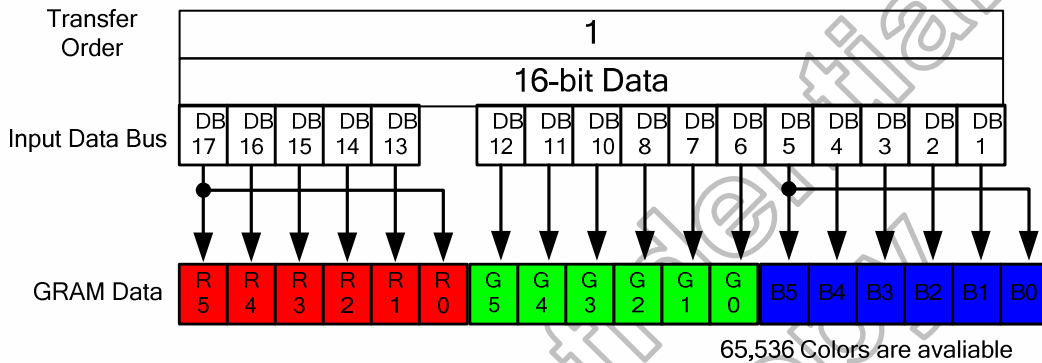 Transfer Order
1
16-bit Data
Input Data Bus
DB 17 DB 16 DB 15 DB 14 DB 13 DB 12 DB 11 DB 10 DB 8 DB 7 DB 6 DB 5 DB 4 DB 3 DB 2 DB 1
GRAM Data
R 5 R 4 R 3 R 2 R 1 R 0 G 5 G 4 G 3 G 2 G 1 G 0 B5 B4 B3 B2 B1 B0
65,536 Colors are avaliable